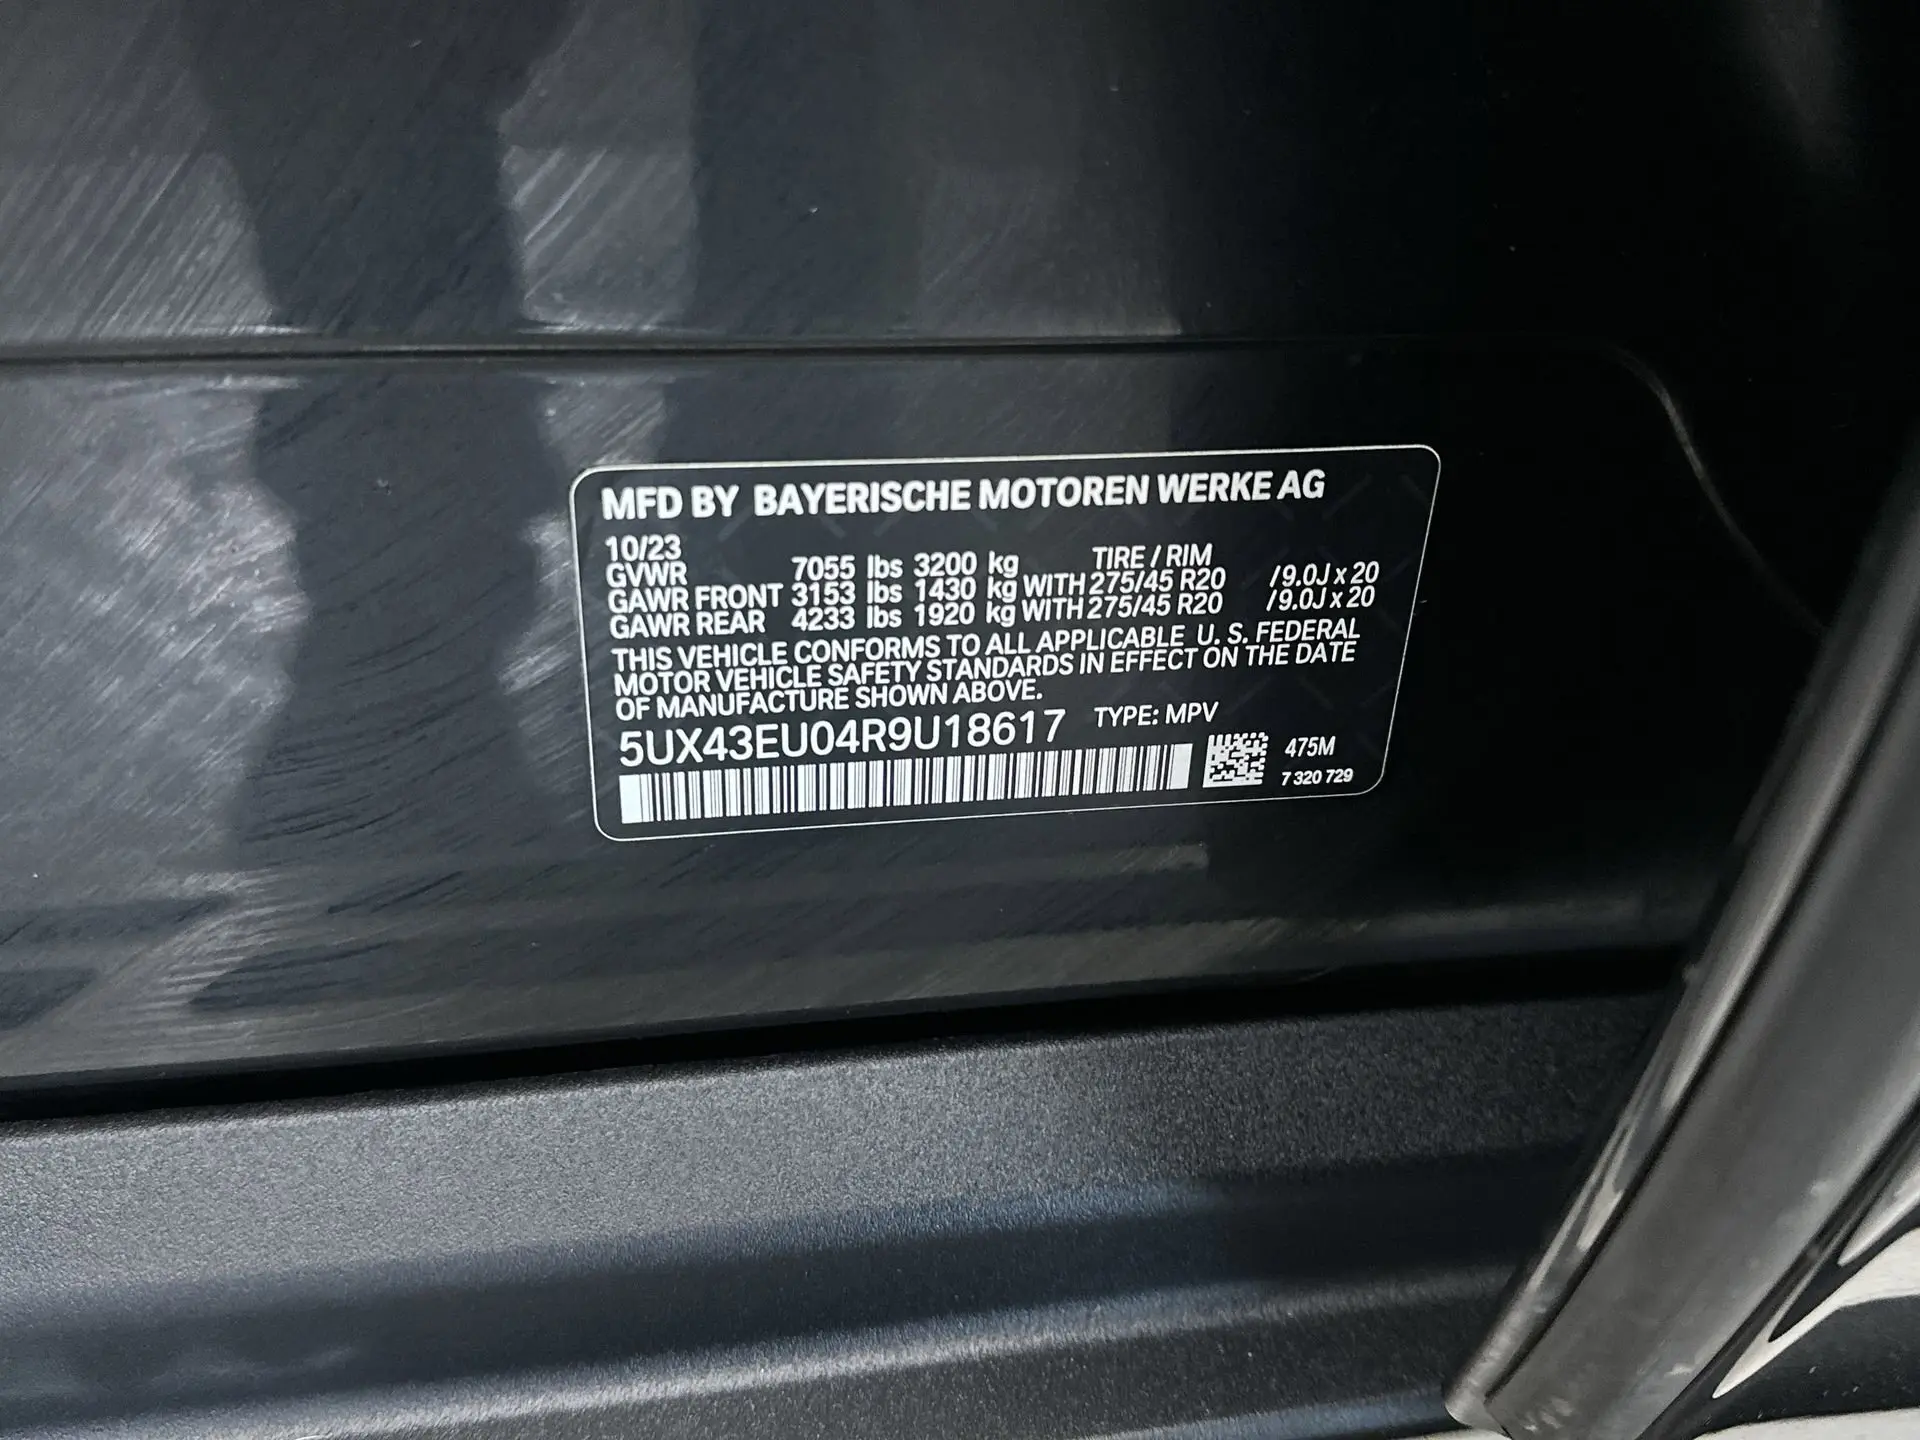 MFD BY BAYERISCHE MOTOREN WERKE AG
10/23 TIRE / RIM
GVWR 7055 lbs 3200 kg
GAWR FRONT 3153 lbs 1430 kg WITH 275/45 R20 /9.0J x 20
GAWR REAR 4233 lbs 1920 kg WITH 275/45 R20 /9.0J x 20
THIS VEHICLE CONFORMS TO ALL APPLICABLE U. S. FEDERAL
MOTOR VEHICLE SAFETY STANDARDS IN EFFECT ON THE DATE
OF MANUFACTURE SHOWN ABOVE.
5UX43EU04R9U18617 TYPE: MPV
475M
7 320 729